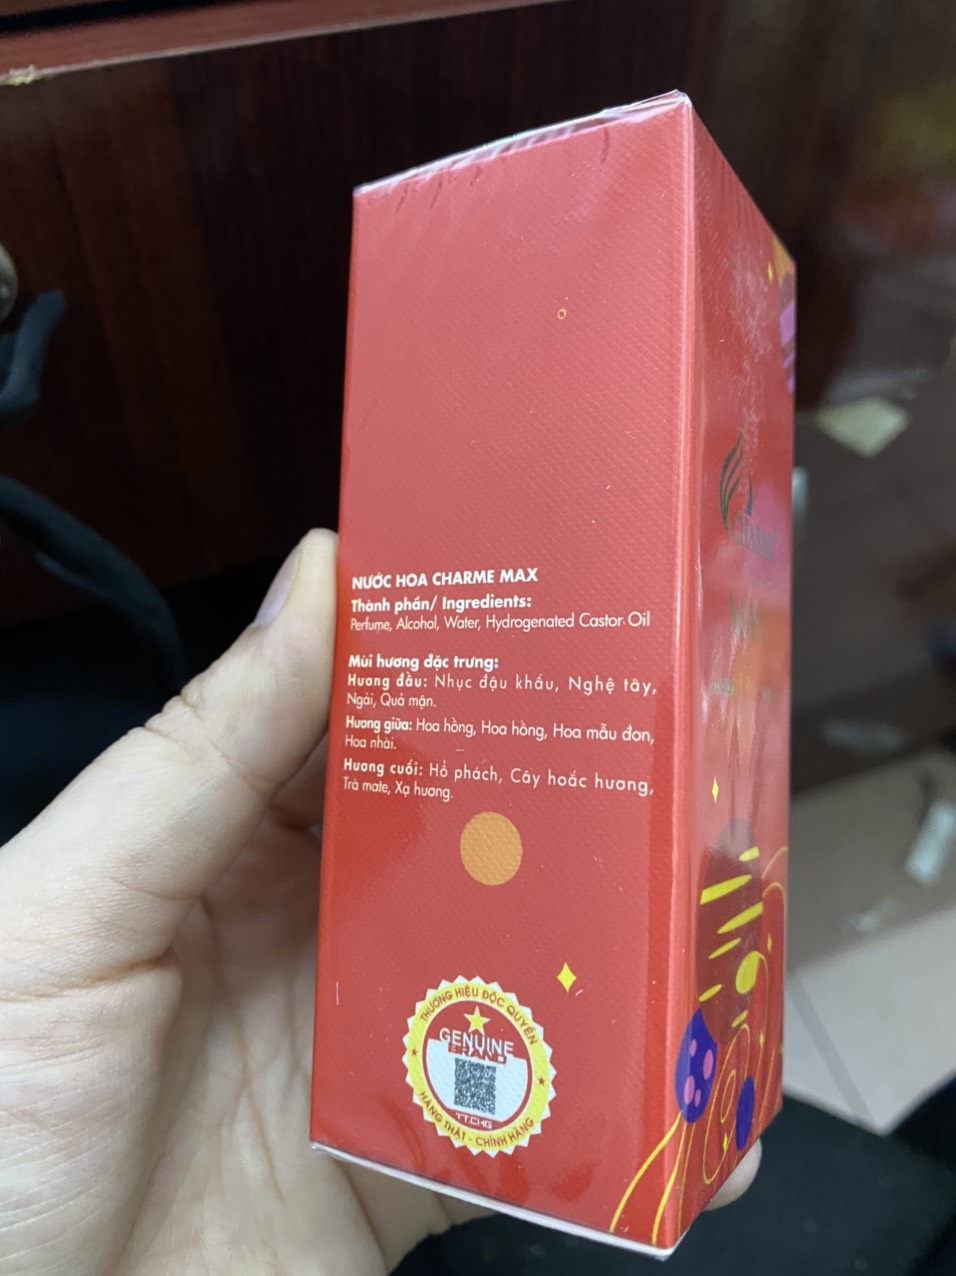 NƯỚC HOA CHARME MAX
Thành phần/ Ingredients:
Perfume, Alcohol, Water, Hydrogenated Castor Oil
Mùi hương đặc trưng:
Hương đầu: Nhục đậu khấu, Nghệ tây,
Ngải, Quả mận.
Hương giữa: Hoa hồng, Hoa hồng, Hoa mẫu đơn,
Hoa nhài.
Hương cuối: Hổ phách, Cây hoắc hương,
Trà mate, Xạ hương.
THƯƠNG HIỆU ĐỘC QUYỀN
GENUINE
BRAND
TT.CHG
HÀNG THẬT - CHÍNH HÃNG
CHARME